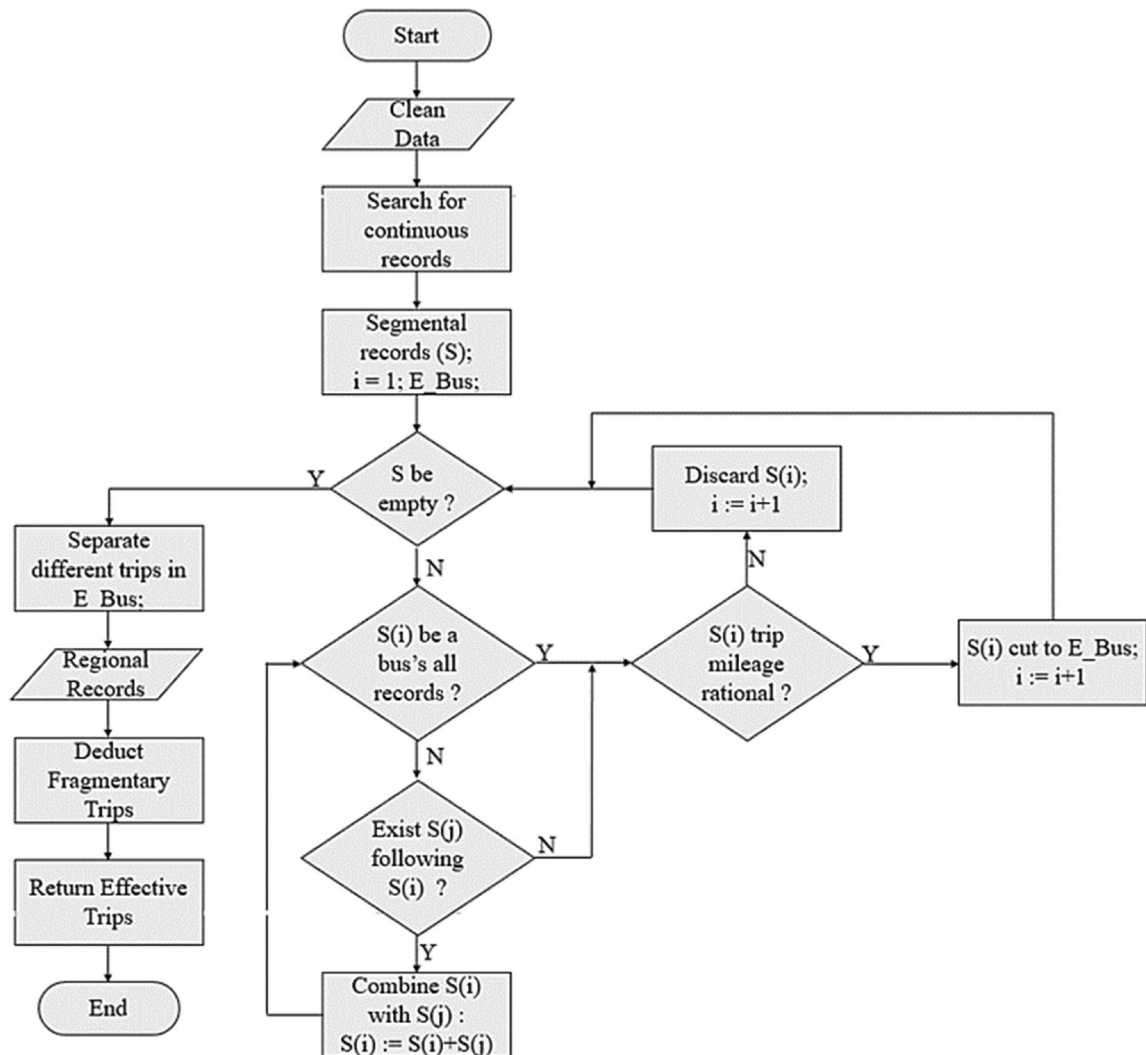 Start
Clean
Data
Search for
continuous
records
Segmental
records (S);
i = 1; E_Bus;
S be
empty ?
Y
N
Discard S(i);
i := i+1
Separate
different trips in
E_Bus;
Regional
Records
Deduct
Fragmentary
Trips
Return Effective
Trips
End
S(i) be a
bus's all
records ?
Y
N
S(i) trip
mileage
rational ?
N
Y
S(i) cut to E_Bus;
i := i+1
Exist S(j)
following
S(i) ?
N
Y
Combine S(i)
with S(j) :
S(i) := S(i)+S(j)